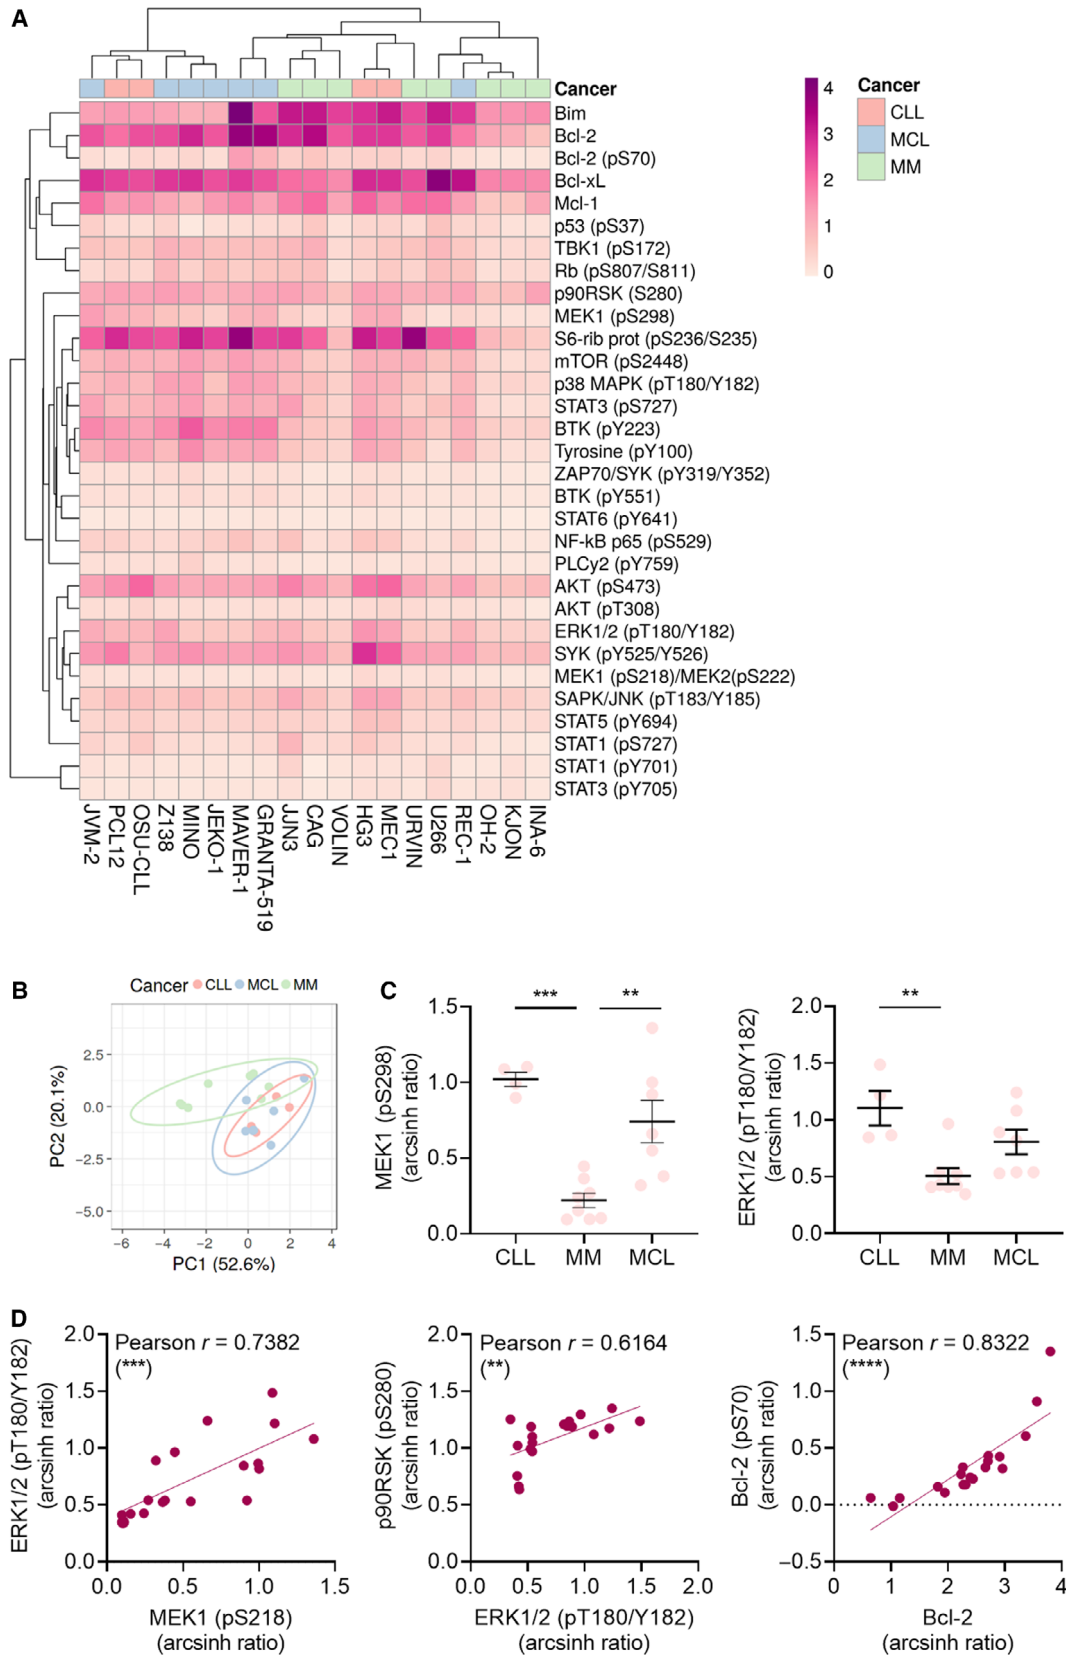 A
Cancer
Bim
Bcl-2
Bcl-2 (pS70)
Bcl-xL
Mcl-1
p53 (pS37)
TBK1 (pS172)
Rb (pS807/S811)
p90RSK (S280)
MEK1 (pS298)
S6-rib prot (pS236/S235)
mTOR (pS2448)
p38 MAPK (pT180/Y182)
STAT3 (pS727)
BTK (pY223)
Tyrosine (pY100)
ZAP70/SYK (pY319/Y352)
BTK (pY551)
STAT6 (pY641)
NF-kB p65 (pS529)
PLCy2 (pY759)
AKT (pS473)
AKT (pT308)
ERK1/2 (pT180/Y182)
SYK (pY525/Y526)
MEK1 (pS218)/MEK2(pS222)
SAPK/JNK (pT183/Y185)
STAT5 (pY694)
STAT1 (pS727)
STAT1 (pY701)
STAT3 (pY705)
4
3
2
1
0
Cancer
CLL
MCL
MM
JVM-2
PCL12
OSU-CLL
Z138
MINO
JEKO-1
MAVER-1
GRANTA-519
JJN3
CAG
VOLIN
HG3
MEC1
URVIN
U266
REC-1
OH-2
KJON
INA-6
B
Cancer CLL MCL MM
PC2 (20.1%)
2.5
0.0
−2.5
−5.0
−6 −4 −2 0 2 4
PC1 (52.6%)
C
MEK1 (pS298)
(arcsinh ratio)
1.5
1.0
0.5
0.0
*** **
CLL MM MCL
ERK1/2 (pT180/Y182)
(arcsinh ratio)
2.0
1.5
1.0
0.5
0.0
**
CLL MM MCL
D
ERK1/2 (pT180/Y182)
(arcsinh ratio)
2.0
1.5
1.0
0.5
0.0
Pearson r = 0.7382
(***)
0.0 0.5 1.0 1.5
MEK1 (pS218)
(arcsinh ratio)
p90RSK (pS280)
(arcsinh ratio)
2.0
1.5
1.0
0.5
0.0
Pearson r = 0.6164
(**)
0.0 0.5 1.0 1.5 2.0
ERK1/2 (pT180/Y182)
(arcsinh ratio)
Bcl-2 (pS70)
(arcsinh ratio)
1.5
1.0
0.5
0.0
−0.5
Pearson r = 0.8322
(****)
0 1 2 3 4
Bcl-2
(arcsinh ratio)